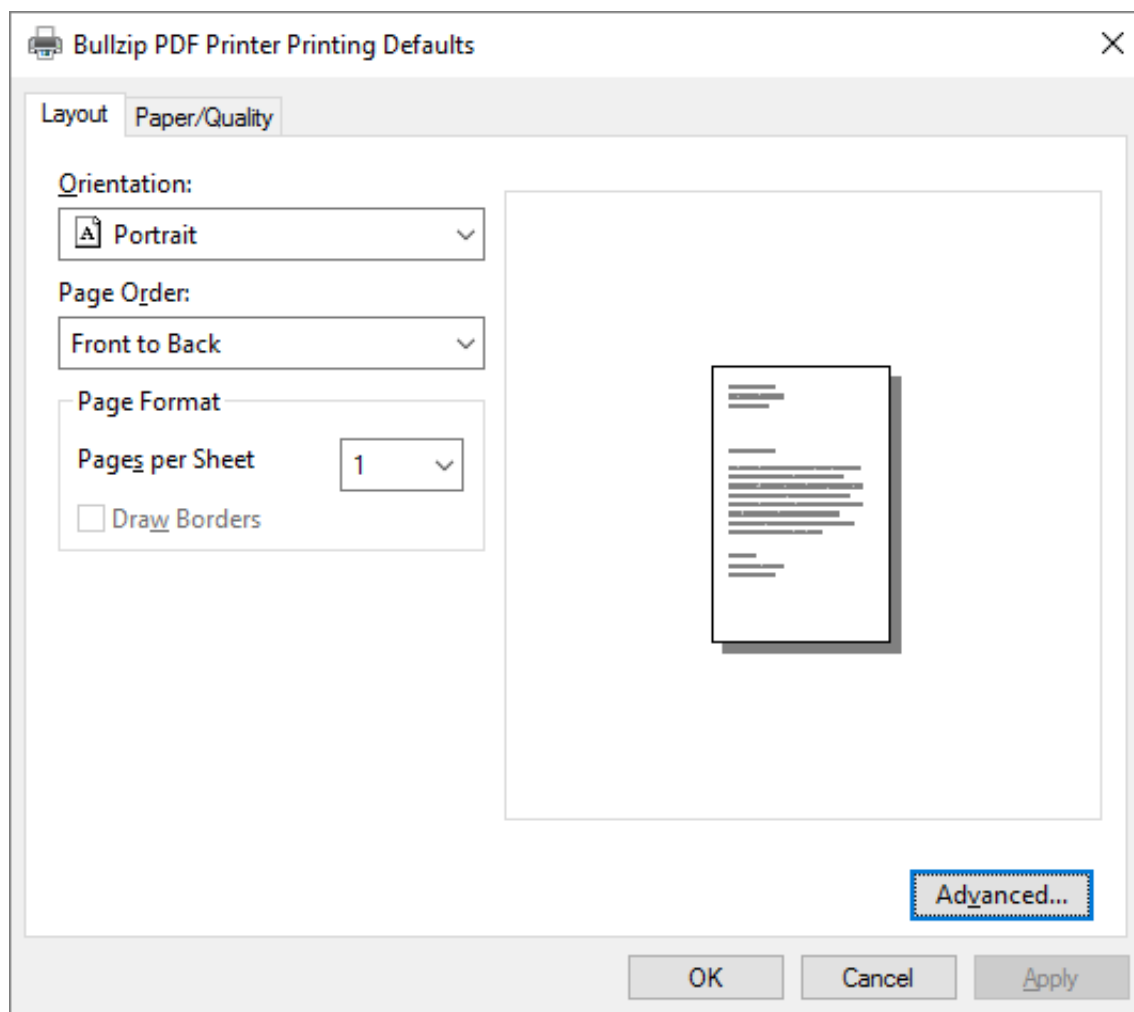 Bullzip PDF Printer Printing Defaults
Layout
Paper/Quality
Orientation:
A Portrait
Page Order:
Front to Back
Page Format
Pages per Sheet
1
Draw Borders
Advanced...
OK
Cancel
Apply